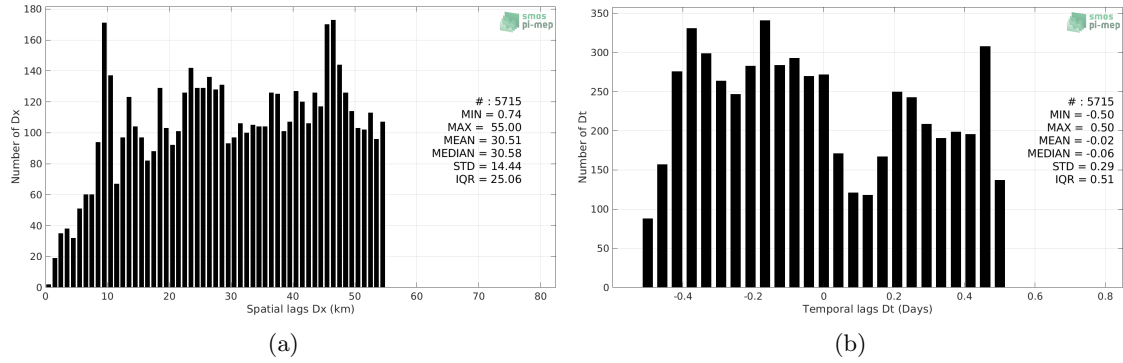 smos
pi-mep
180
160
140
120
100
80
60
40
20
0
Number of Dx
# : 5715
MIN = 0.74
MAX = 55.00
MEAN = 30.51
MEDIAN = 30.58
STD = 14.44
IQR = 25.06
0 10 20 30 40 50 60 70 80
Spatial lags Dx (km)
(a)
smos
pi-mep
350
300
250
200
150
100
50
0
Number of Dt
# : 5715
MIN = -0.50
MAX = 0.50
MEAN = -0.02
MEDIAN = -0.06
STD = 0.29
IQR = 0.51
-0.4 -0.2 0 0.2 0.4 0.6 0.8
Temporal lags Dt (Days)
(b)